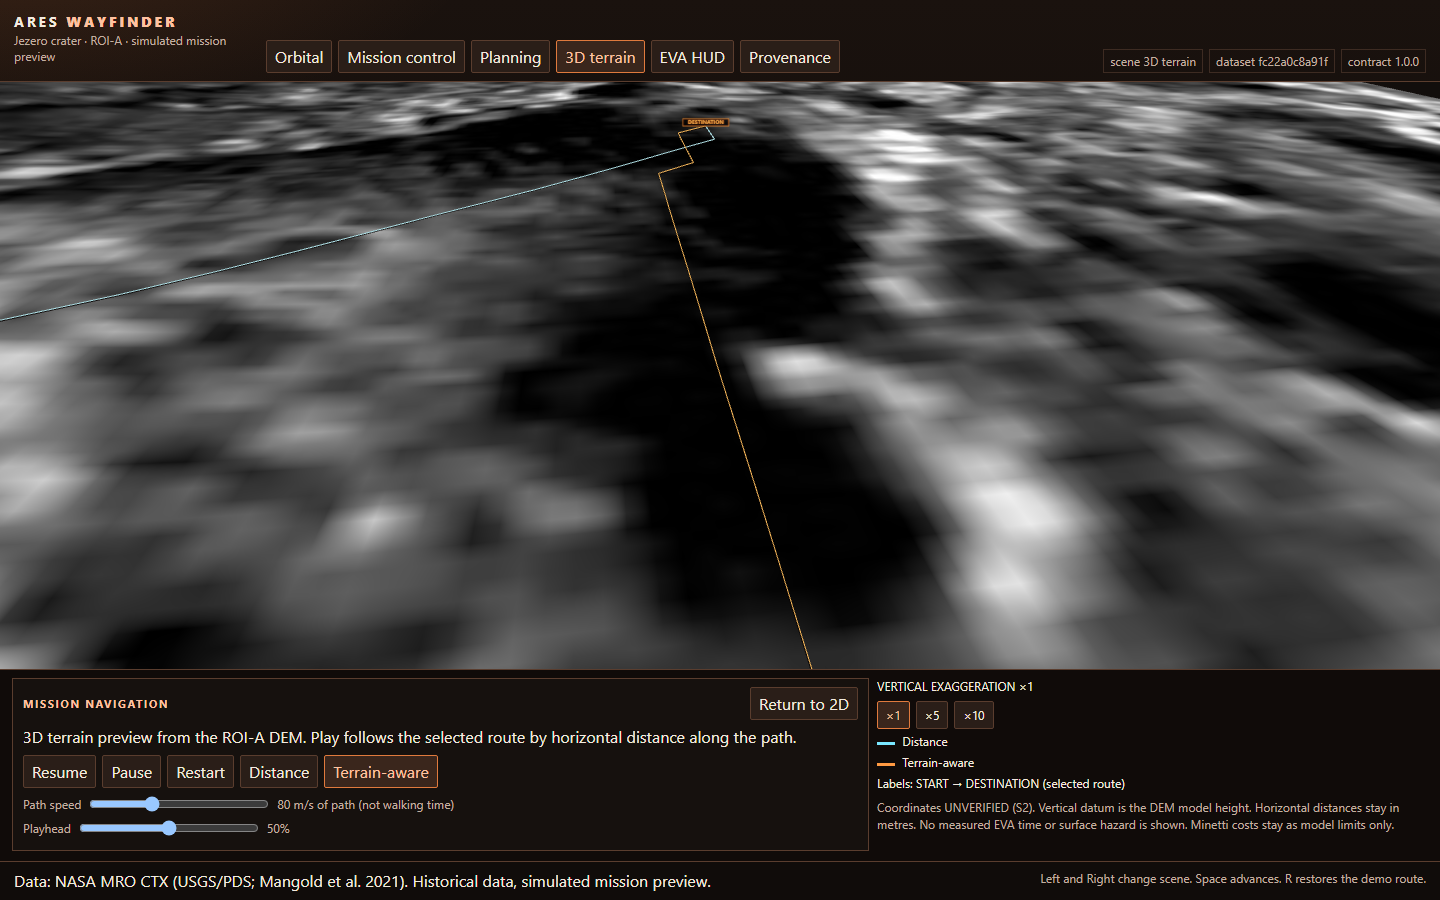 ARES WAYFINDER
Jezero crater · ROI-A · simulated mission
preview
Orbital
Mission control
Planning
3D terrain
EVA HUD
Provenance
scene 3D terrain
dataset fc22a0c8a91f
contract 1.0.0
DESTINATION
MISSION NAVIGATION
Return to 2D
3D terrain preview from the ROI-A DEM. Play follows the selected route by horizontal distance along the path.
Resume
Pause
Restart
Distance
Terrain-aware
Path speed
80 m/s of path (not walking time)
Playhead
50%
VERTICAL EXAGGERATION ×1
×1
×5
×10
Distance
Terrain-aware
Labels: START → DESTINATION (selected route)
Coordinates UNVERIFIED (S2). Vertical datum is the DEM model height. Horizontal distances stay in
metres. No measured EVA time or surface hazard is shown. Minetti costs stay as model limits only.
Data: NASA MRO CTX (USGS/PDS; Mangold et al. 2021). Historical data, simulated mission preview.
Left and Right change scene. Space advances. R restores the demo route.